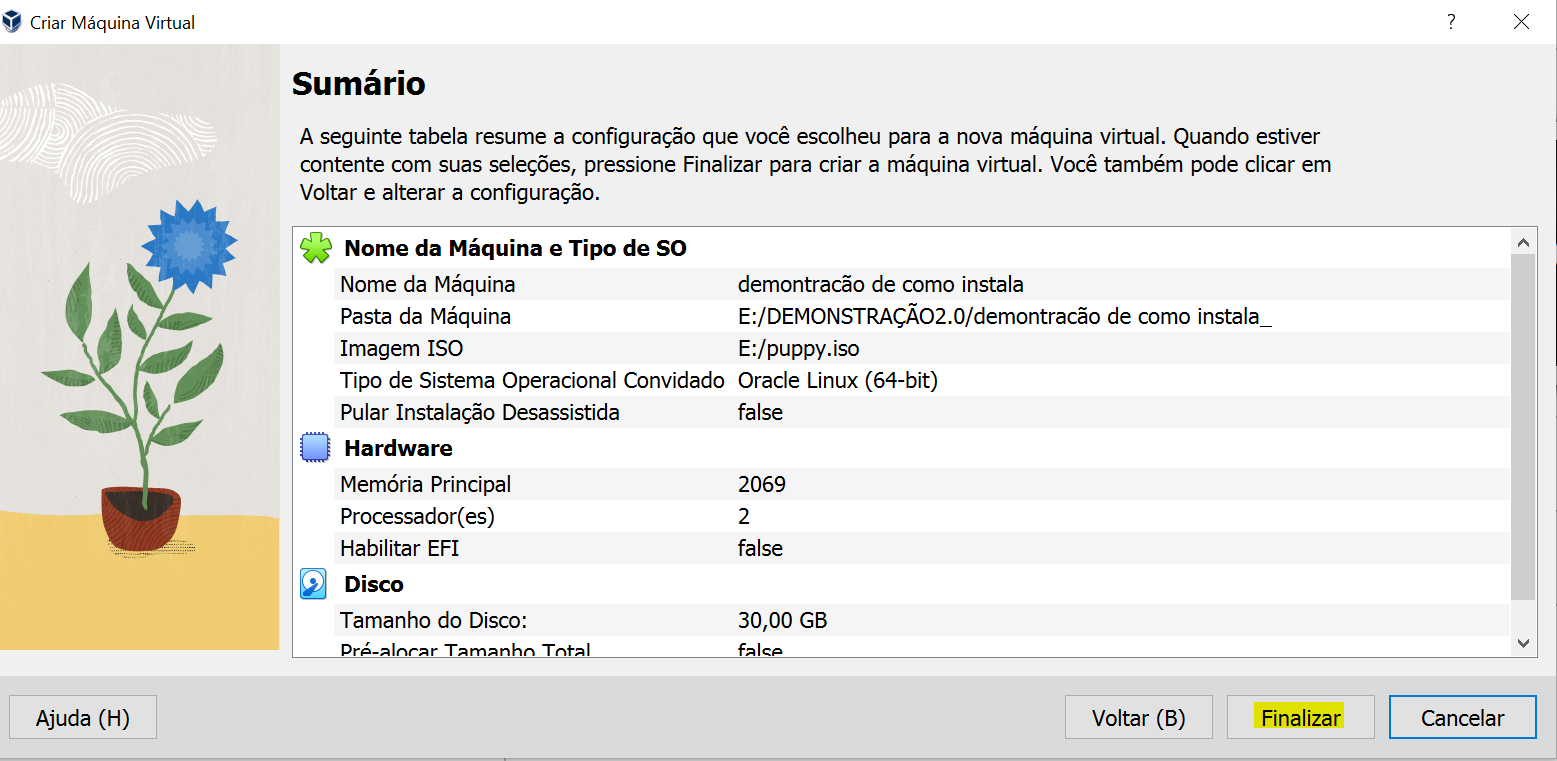 Criar Máquina Virtual
?
Sumário
A seguinte tabela resume a configuração que você escolheu para a nova máquina virtual. Quando estiver
contente com suas seleções, pressione Finalizar para criar a máquina virtual. Você também pode clicar em
Voltar e alterar a configuração.
Nome da Máquina e Tipo de SO
Nome da Máquina demontracão de como instala
Pasta da Máquina E:/DEMONSTRAÇÃO2.0/demontracão de como instala_
Imagem ISO E:/puppy.iso
Tipo de Sistema Operacional Convidado Oracle Linux (64-bit)
Pular Instalação Desassistida false
Hardware
Memória Principal 2069
Processador(es) 2
Habilitar EFI false
Disco
Tamanho do Disco: 30,00 GB
Pré-alocar Tamanho Total false
Ajuda (H) Voltar (B) Finalizar Cancelar